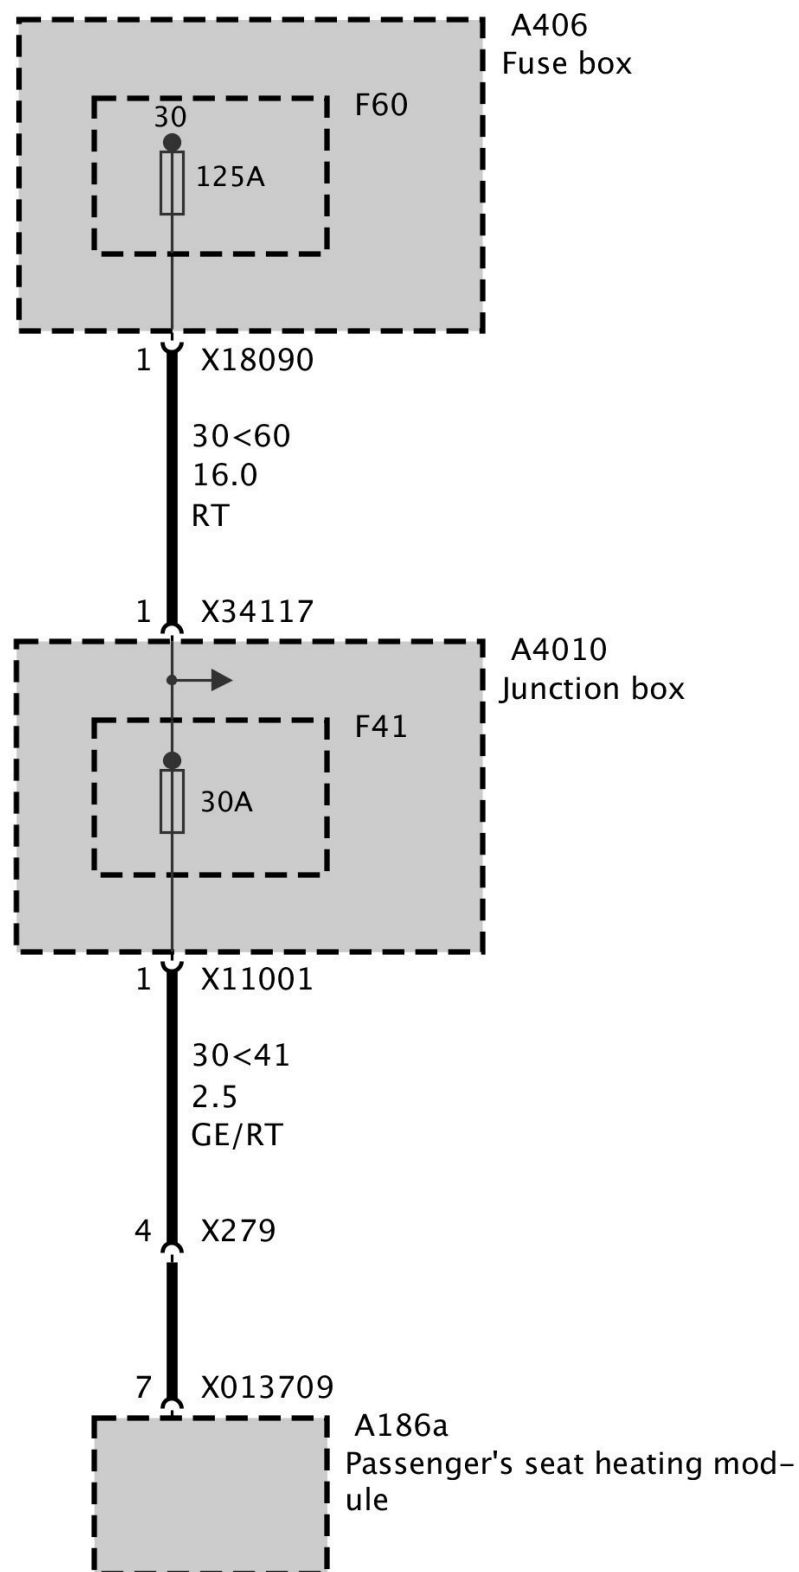 A406
Fuse box
F60
30
125A
1 X18090
30<60
16.0
RT
1 X34117
A4010
Junction box
F41
30A
1 X11001
30<41
2.5
GE/RT
4 X279
7 X013709
A186a
Passenger's seat heating mod-
ule